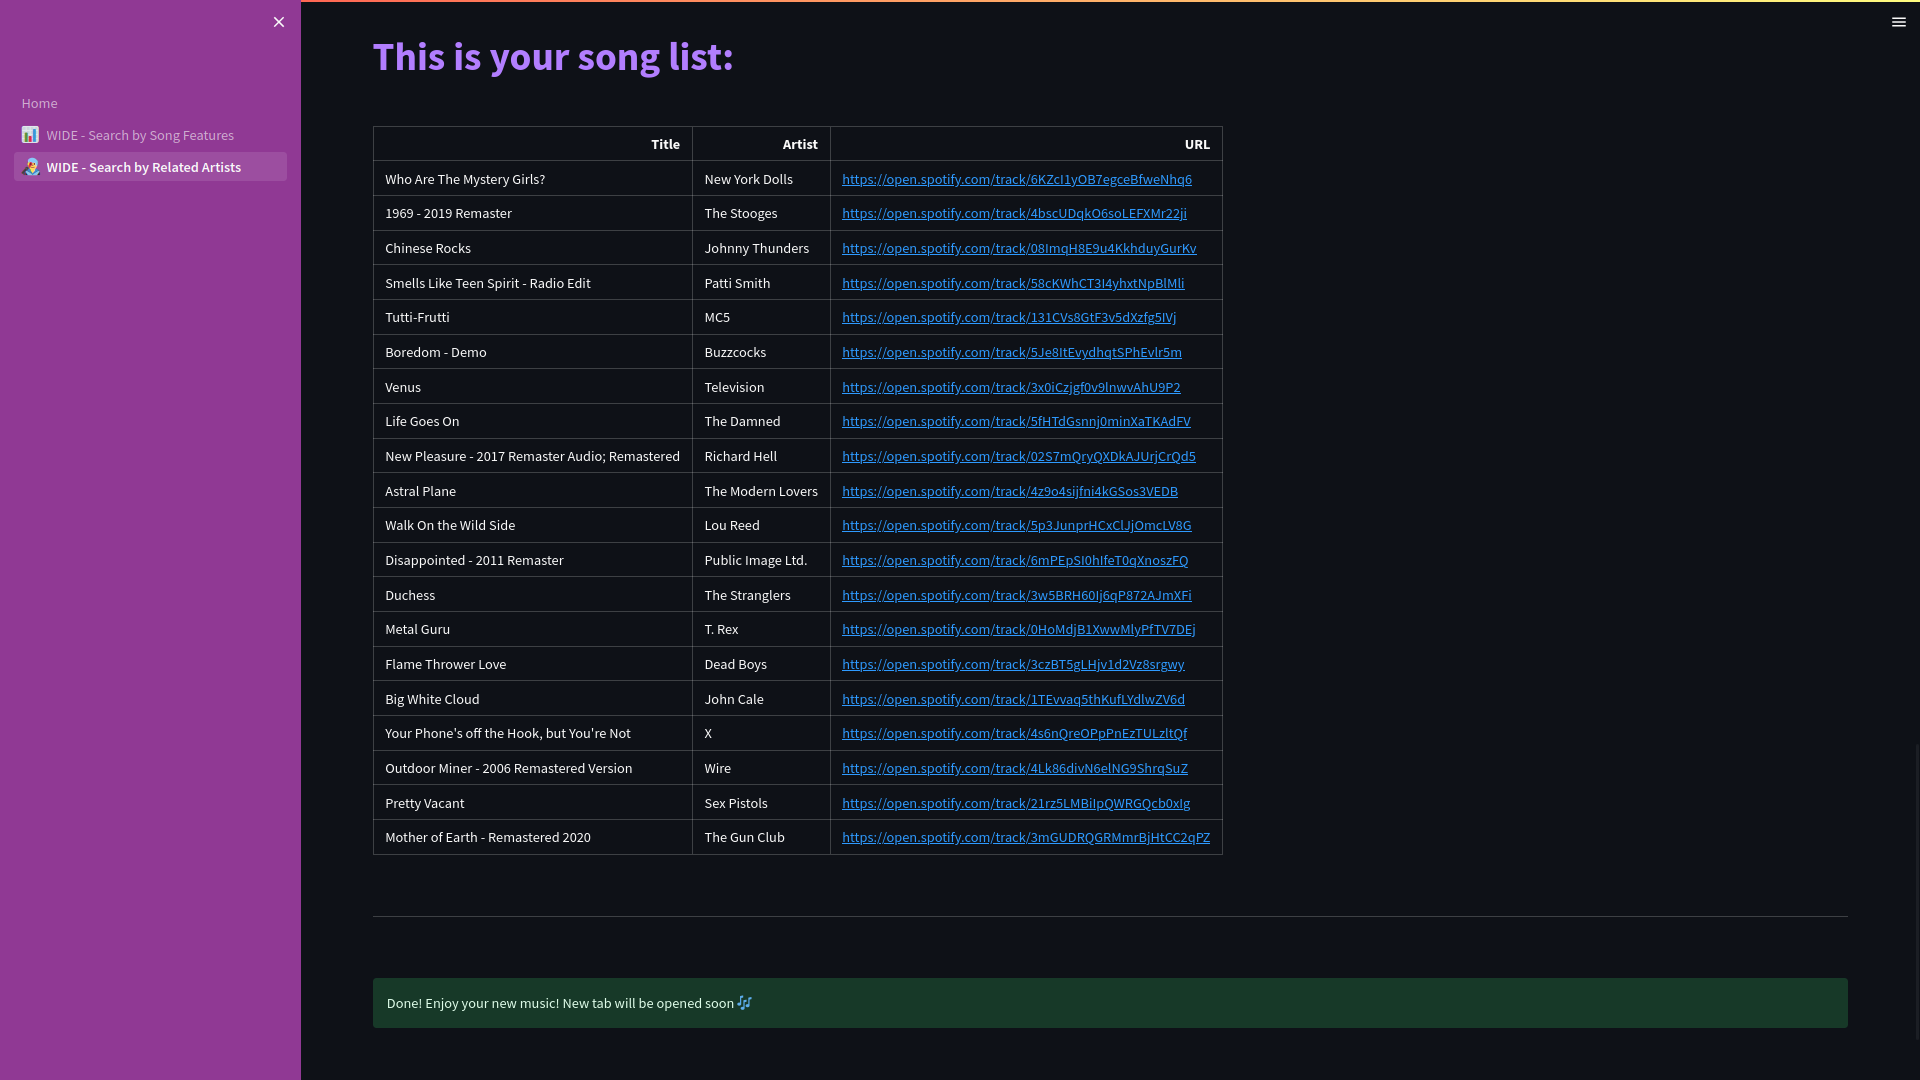 Home
WIDE - Search by Song Features
WIDE - Search by Related Artists
This is your song list:
Title Artist URL
Who Are The Mystery Girls? New York Dolls https://open.spotify.com/track/6KZcI1yOB7egceBfweNhq6
1969 - 2019 Remaster The Stooges https://open.spotify.com/track/4bscUDqkO6soLEFXMr22ji
Chinese Rocks Johnny Thunders https://open.spotify.com/track/08ImqH8E9u4KkhduyGurKv
Smells Like Teen Spirit - Radio Edit Patti Smith https://open.spotify.com/track/58cKWhCT3I4yhxtNpBlMli
Tutti-Frutti MC5 https://open.spotify.com/track/131CVs8GtF3v5dXzfg5IVj
Boredom - Demo Buzzcocks https://open.spotify.com/track/5Je8ItEvydhqtSPhEvlr5m
Venus Television https://open.spotify.com/track/3x0iCzjgf0v9lnwvAhU9P2
Life Goes On The Damned https://open.spotify.com/track/5fHTdGsnnj0minXaTKAdFV
New Pleasure - 2017 Remaster Audio; Remastered Richard Hell https://open.spotify.com/track/02S7mQryQXDkAJUrjCrQd5
Astral Plane The Modern Lovers https://open.spotify.com/track/4z9o4sijfni4kGSos3VEDB
Walk On the Wild Side Lou Reed https://open.spotify.com/track/5p3JunprHCxClJjOmcLV8G
Disappointed - 2011 Remaster Public Image Ltd. https://open.spotify.com/track/6mPEpSI0hIfeT0qXnoszFQ
Duchess The Stranglers https://open.spotify.com/track/3w5BRH60Ij6qP872AJmXFi
Metal Guru T. Rex https://open.spotify.com/track/0HoMdjB1XwwMlyPfTV7DEj
Flame Thrower Love Dead Boys https://open.spotify.com/track/3czBT5gLHjv1d2Vz8srgwy
Big White Cloud John Cale https://open.spotify.com/track/1TEvvaq5thKufLYdlwZV6d
Your Phone's off the Hook, but You're Not X https://open.spotify.com/track/4s6nQreOPpPnEzTULzltQf
Outdoor Miner - 2006 Remastered Version Wire https://open.spotify.com/track/4Lk86divN6elNG9ShrqSuZ
Pretty Vacant Sex Pistols https://open.spotify.com/track/21rz5LMBiIpQWRGQcb0xIg
Mother of Earth - Remastered 2020 The Gun Club https://open.spotify.com/track/3mGUDRQGRMmrBjHtCC2qPZ
Done! Enjoy your new music! New tab will be opened soon 🎶